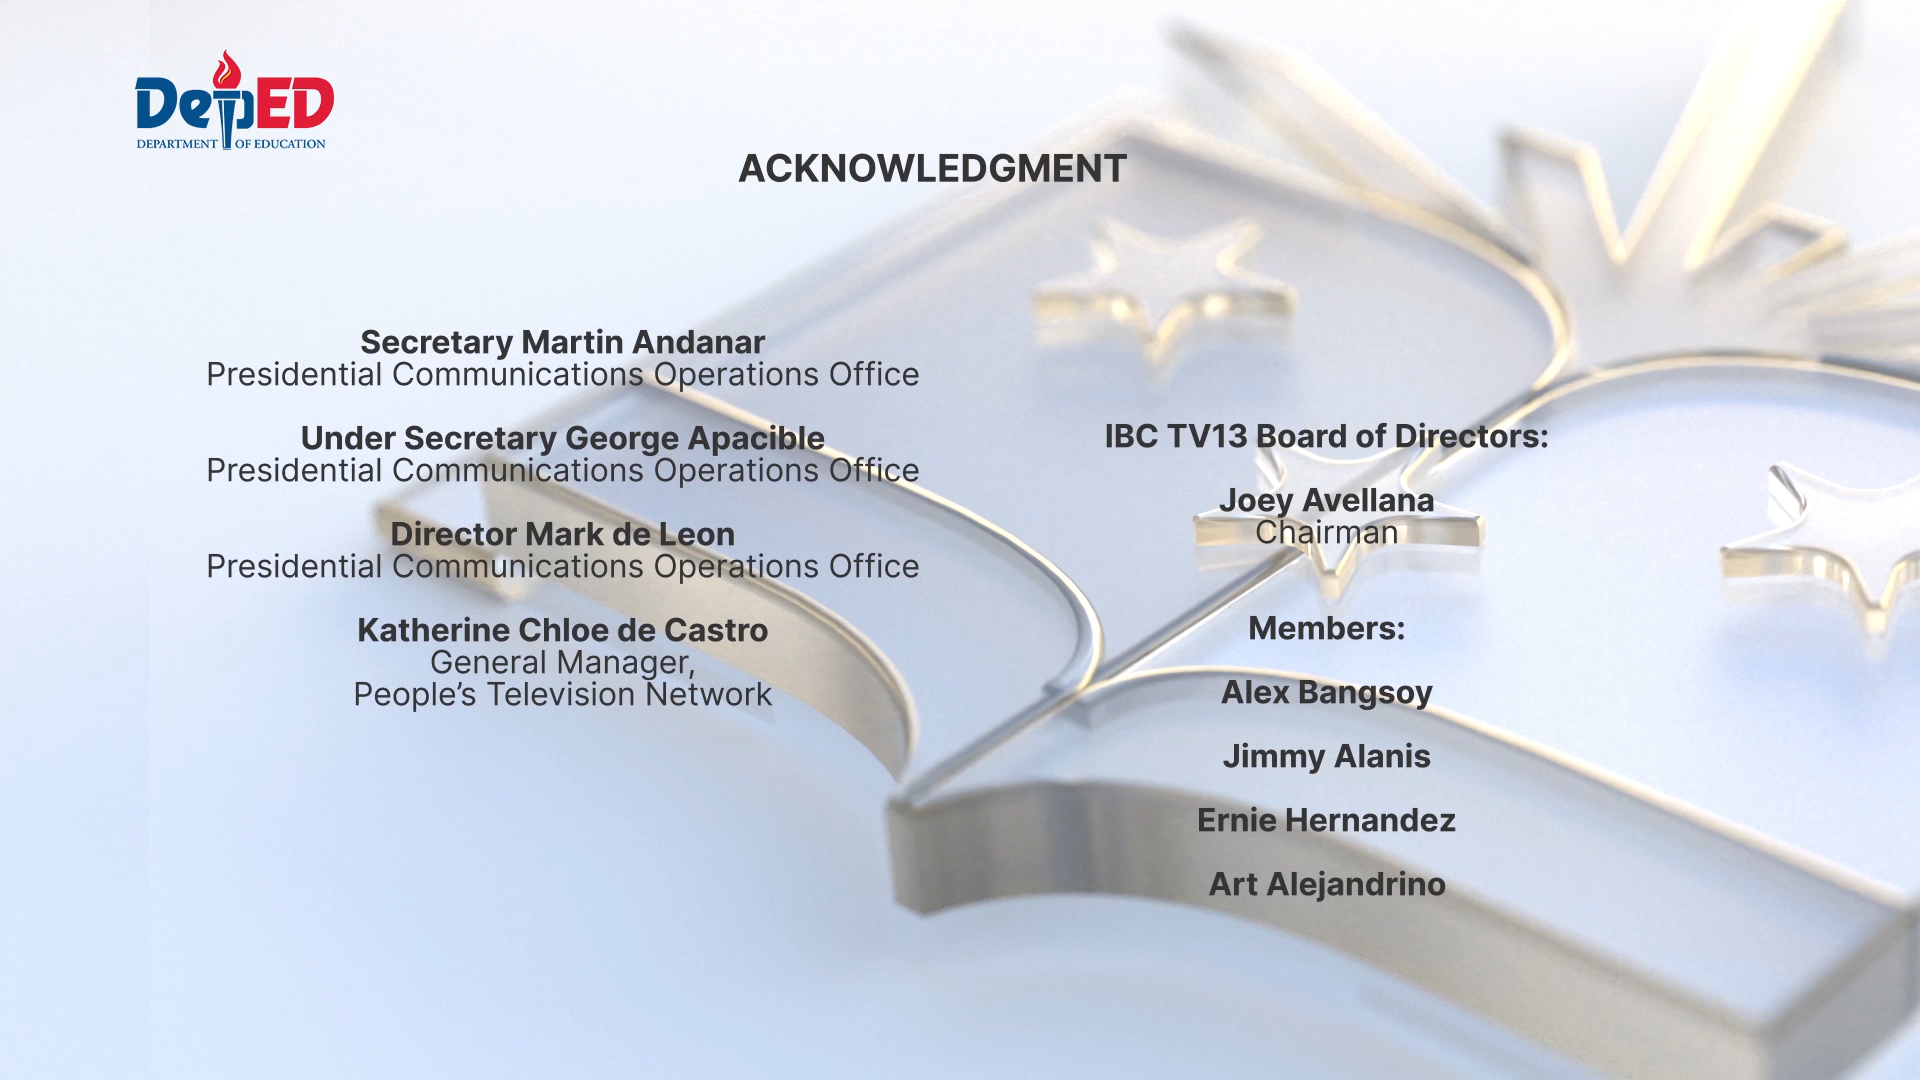 DepED
DEPARTMENT OF EDUCATION
ACKNOWLEDGMENT
Secretary Martin Andanar
Presidential Communications Operations Office
Under Secretary George Apacible
Presidential Communications Operations Office
Director Mark de Leon
Presidential Communications Operations Office
Katherine Chloe de Castro
General Manager,
People’s Television Network
IBC TV13 Board of Directors:
Joey Avellana
Chairman
Members:
Alex Bangsoy
Jimmy Alanis
Ernie Hernandez
Art Alejandrino